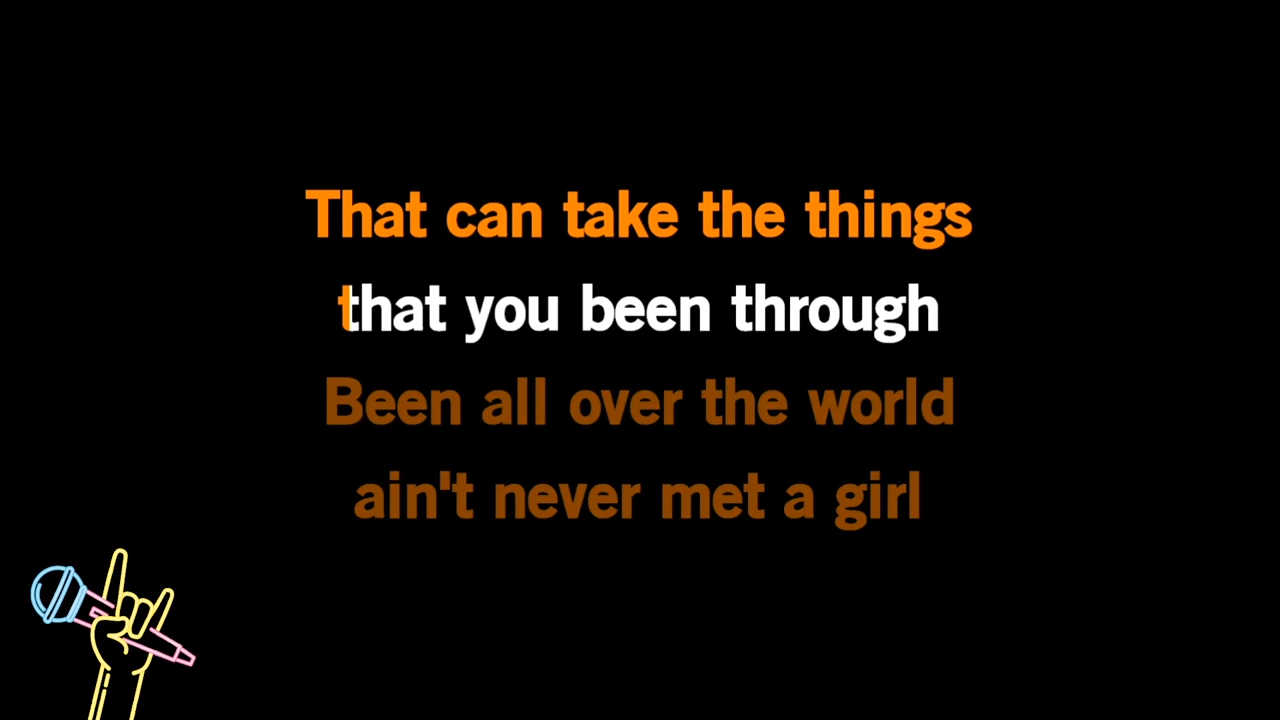 That can take the things
that you been through
Been all over the world
ain't never met a girl